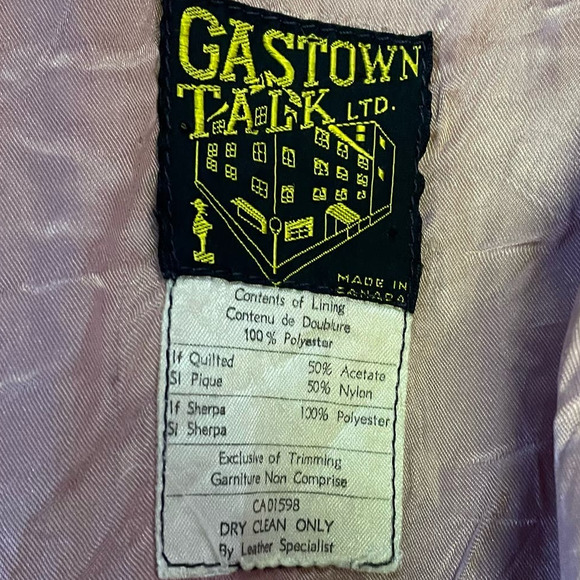 GASTOWN
TALK LTD.
MADE IN
CANADA
Contents of Lining
Contenu de Doublure
100% Polyester
If Quilted 50% Acetate
SI Pique 50% Nylon
If Sherpa 100% Polyester
Si Sherpa
Exclusive of Trimming
Garniture Non Comprise
CA01598
DRY CLEAN ONLY
By Leather Specialist